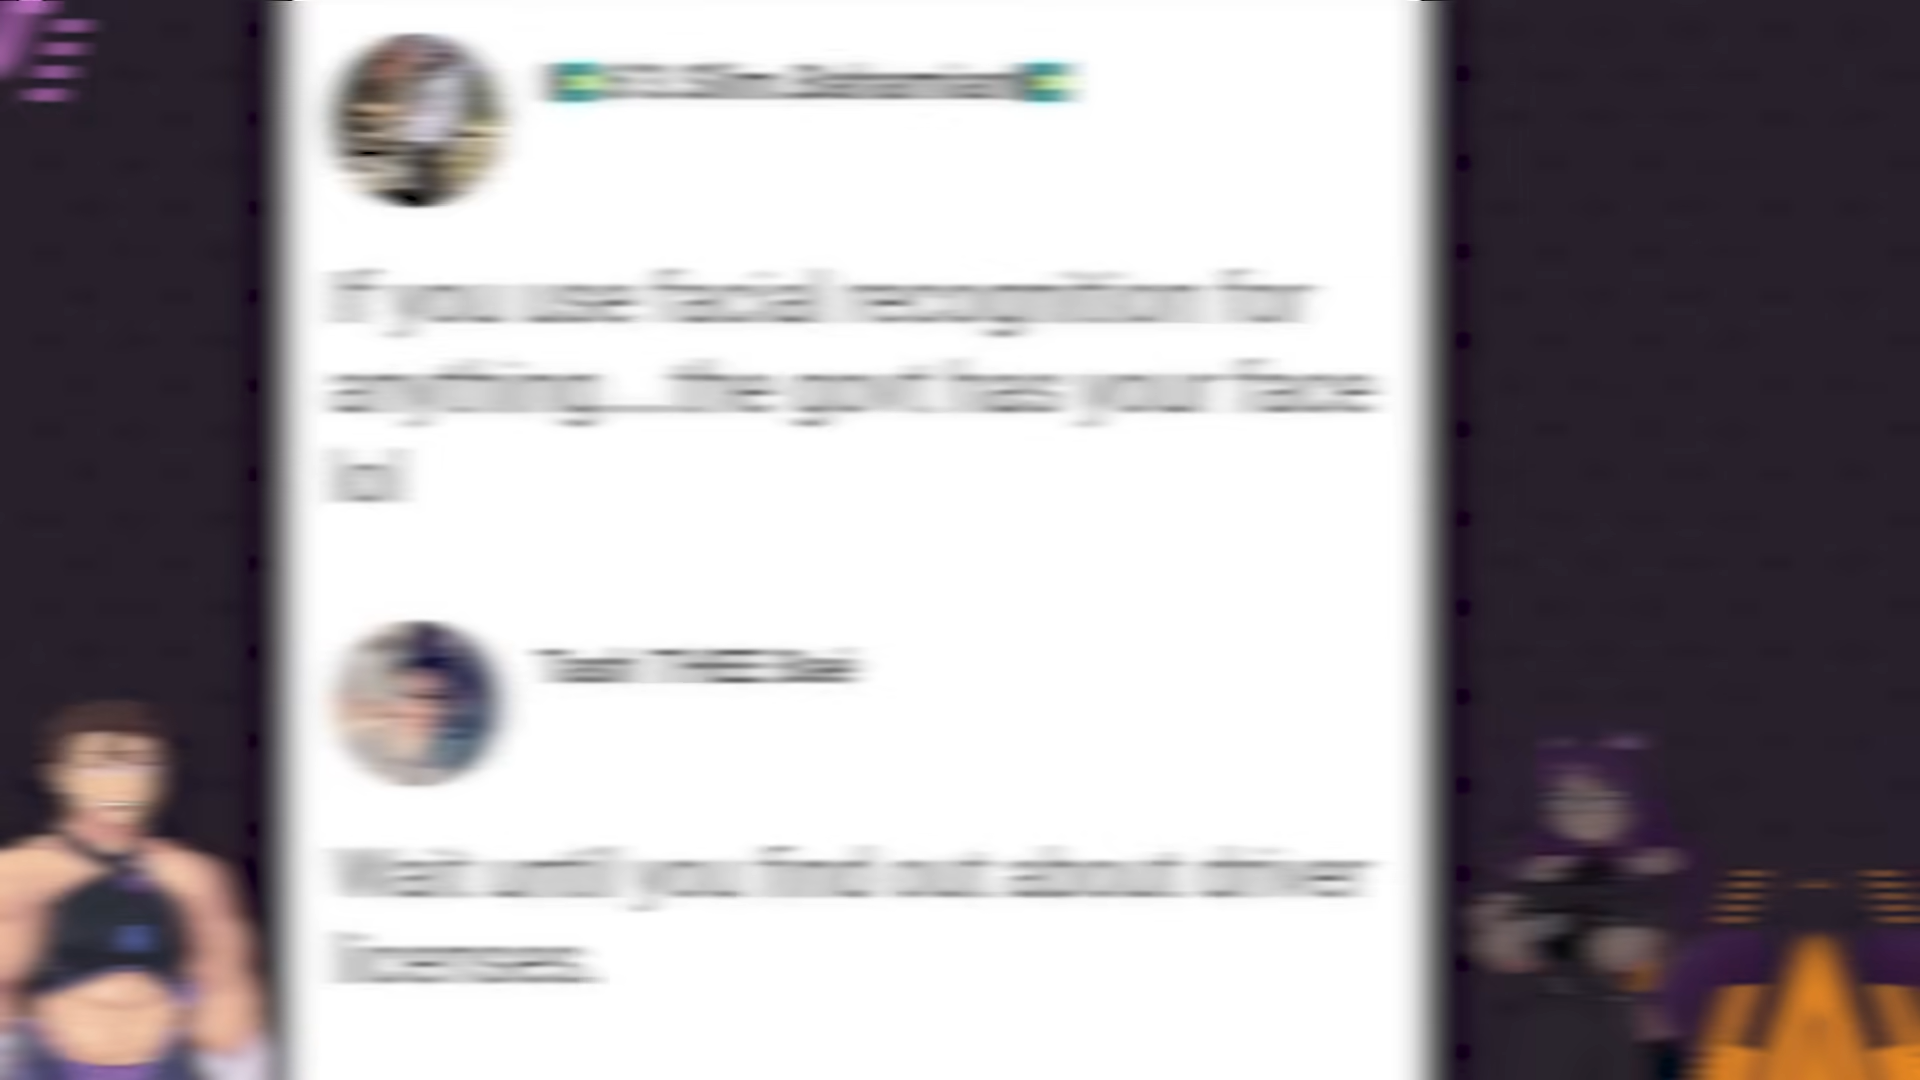 If you use facial recognition for
anything.....the govt has your face
lol
THEE
Wait until you find out about driver
licenses.